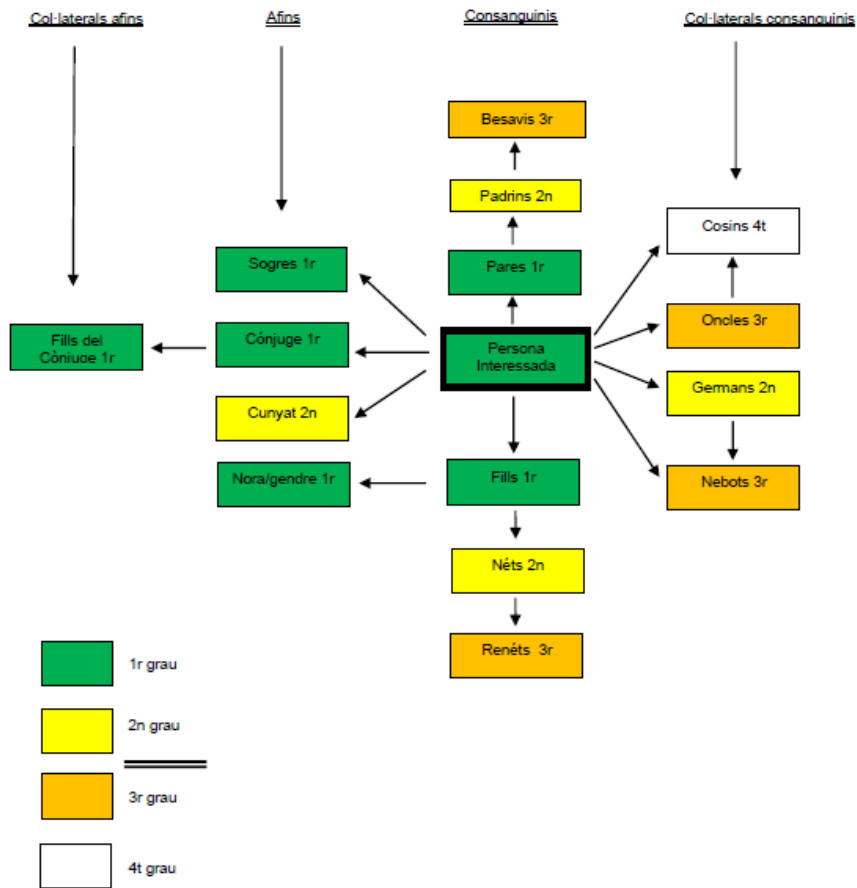 Col·laterals afins
Afins
Consanguinis
Col·laterals consanguinis
Besavis 3r
Padrins 2n
Cosins 4t
Sogres 1r
Pares 1r
Fills del
Cònjuge 1r
Cónjuge 1r
Persona
Interessada
Oncles 3r
Germans 2n
Cunyat 2n
Nora/gendre 1r
Fills 1r
Nebots 3r
Néts 2n
Renéts 3r
1r grau
2n grau
3r grau
4t grau